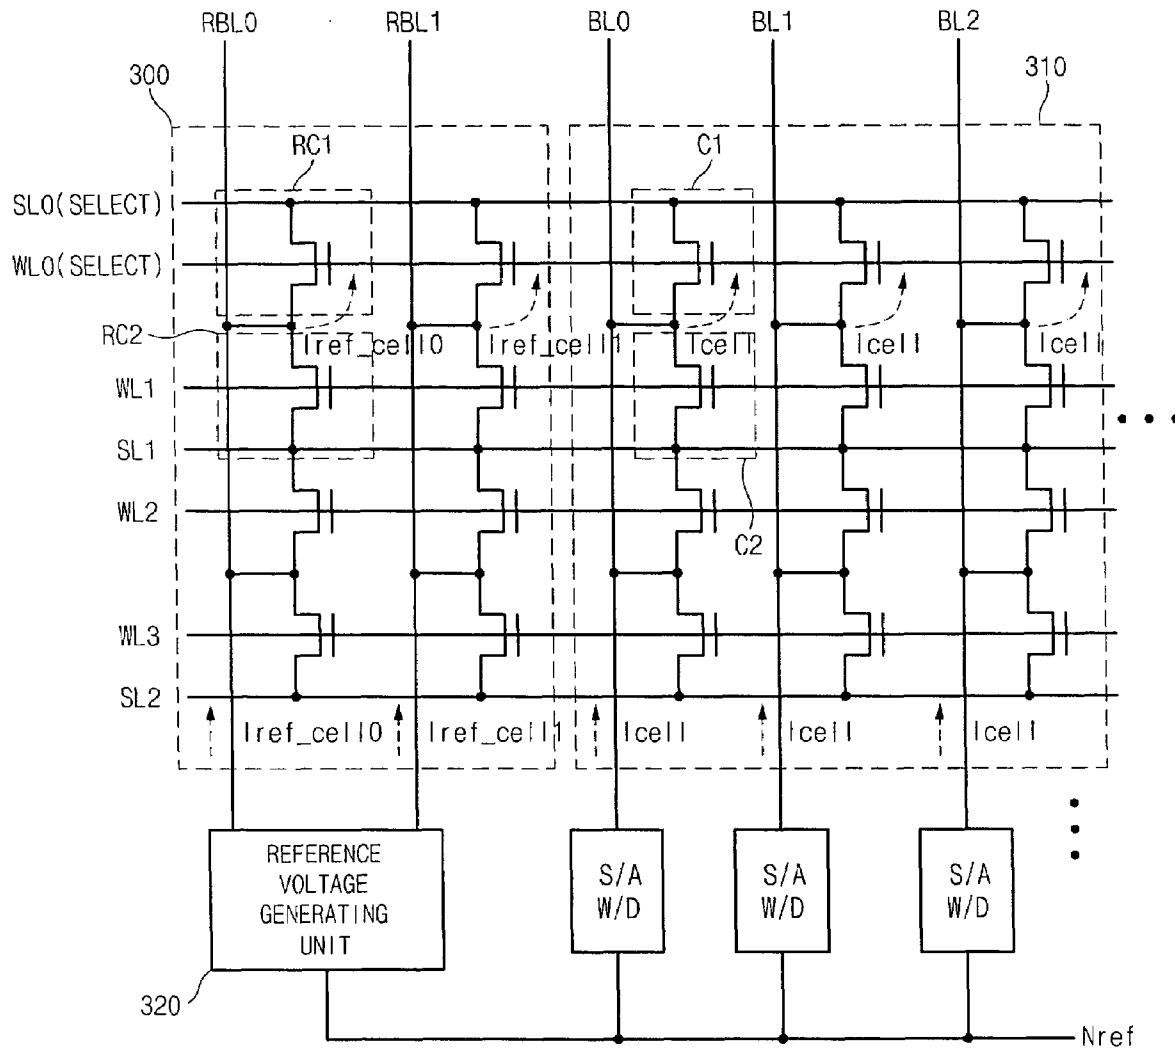 RBL0 RBL1 BL0 BL1 BL2
300 310
RC1 C1
SL0(SELECT)
WL0(SELECT)
RC2 Iref_cell0 Iref_cell1 Icell Icell Icell
WL1
SL1
WL2
C2
WL3
SL2
Iref_cell0 Iref_cell1 Icell Icell Icell
REFERENCE
VOLTAGE
GENERATING
UNIT
S/A
W/D
S/A
W/D
S/A
W/D
320
Nref